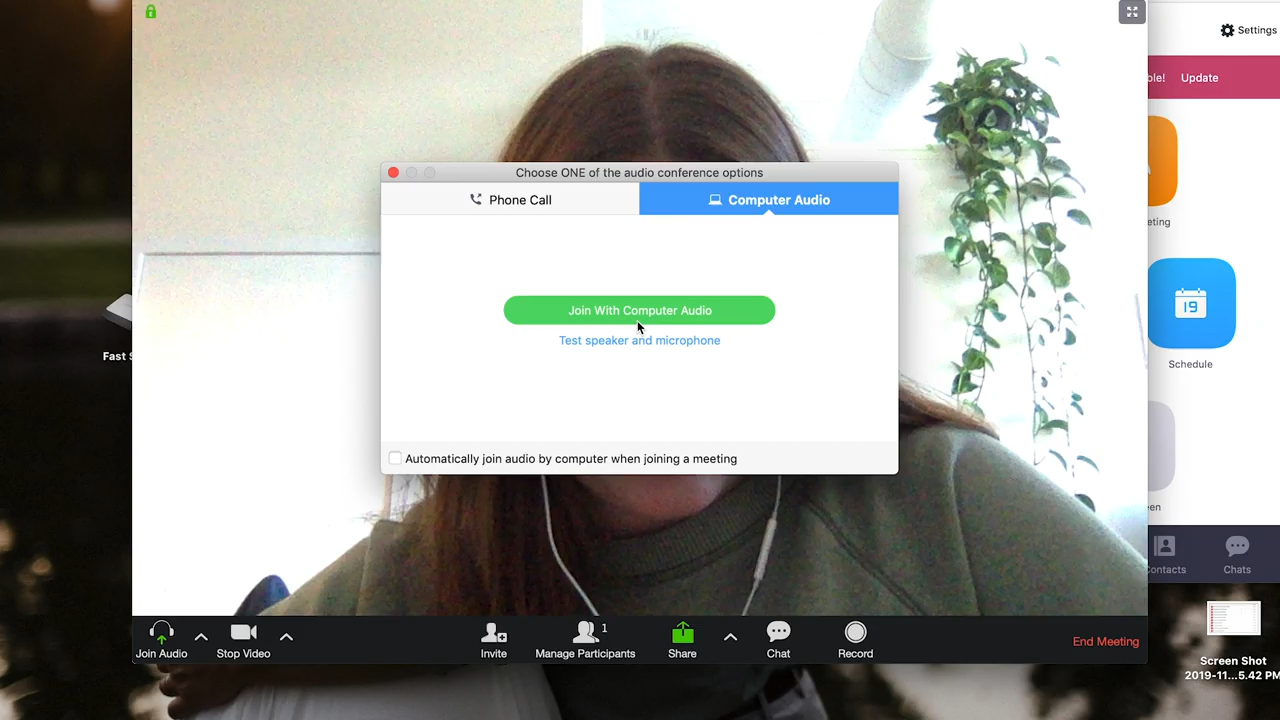 Settings
ble!
Update
Choose ONE of the audio conference options
Phone Call
Computer Audio
Join With Computer Audio
Test speaker and microphone
Automatically join audio by computer when joining a meeting
eting
19
Schedule
Fast S
een
ontacts
Chats
Join Audio
Stop Video
Invite
1
Manage Participants
Share
Chat
Record
End Meeting
Screen Shot
2019-11...5.42 PM